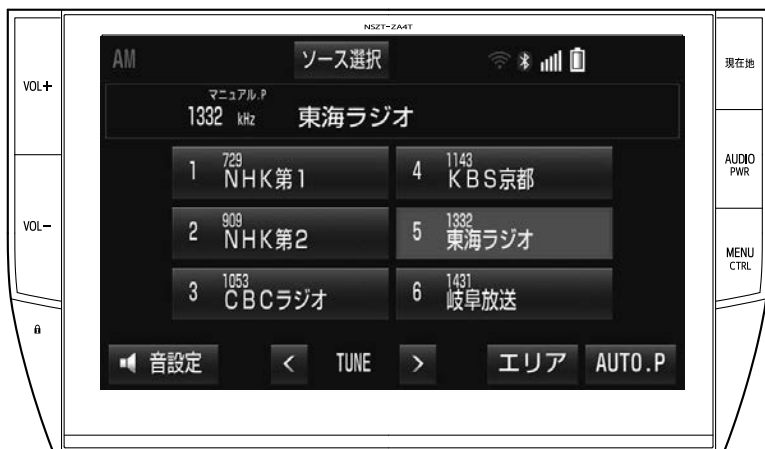 NSZT-ZA4T
VOL+
VOL-
現在地
AUDIO
PWR
MENU
CTRL
AM
ソース選択
マニュアル.P
1332 kHz 東海ラジオ
1 729 NHK第1
2 909 NHK第2
3 1053 CBCラジオ
4 1143 KBS京都
5 1332 東海ラジオ
6 1431 岐阜放送
音設定
< TUNE >
エリア
AUTO.P